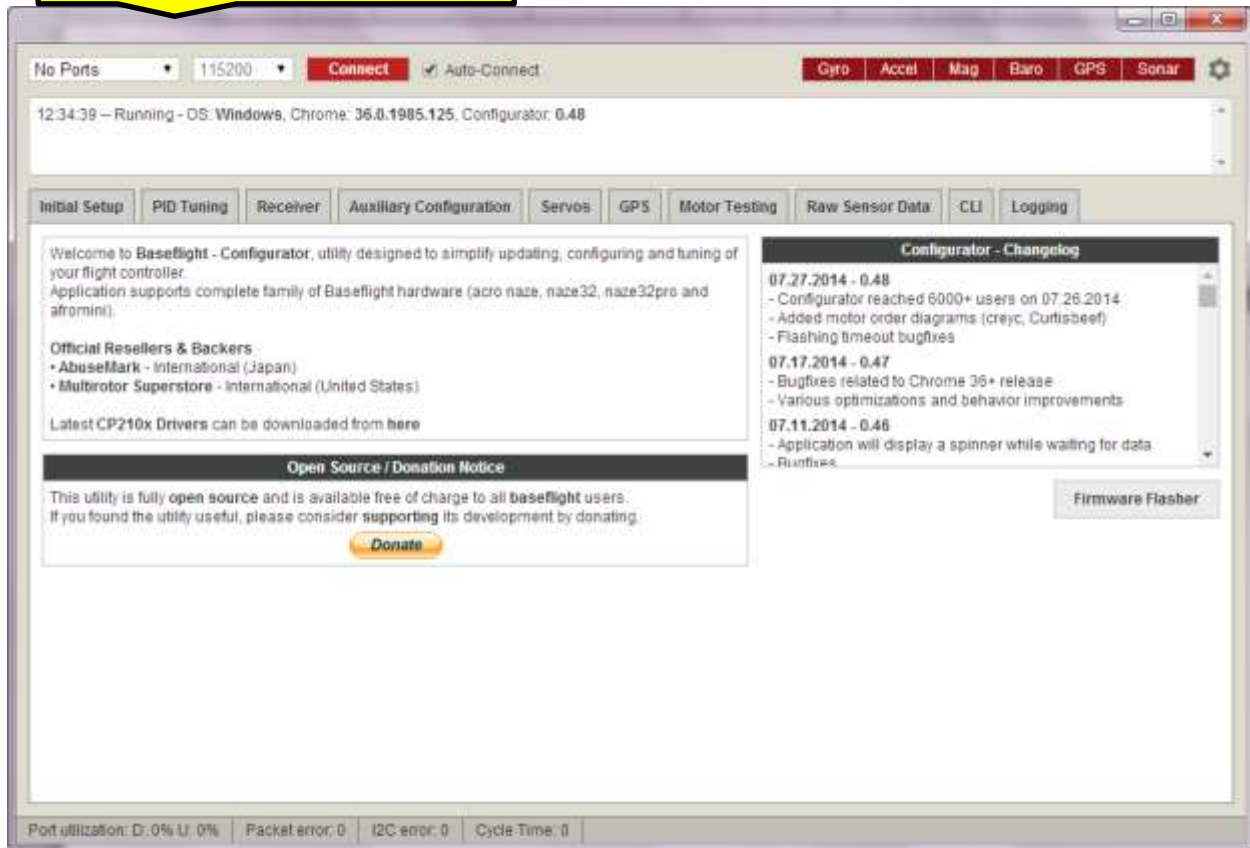 No Ports 115200 Connect Auto-Connect Gyro Accel Mag Baro GPS Sonar
12:34:39 -- Running - OS: Windows, Chrome: 36.0.1985.125, Configurator: 0.48
Initial Setup PID Tuning Receiver Auxiliary Configuration Servos GPS Motor Testing Raw Sensor Data CLI Logging
Welcome to Baseflight - Configurator, utility designed to simplify updating, configuring and tuning of
your flight controller.
Application supports complete family of Baseflight hardware (acro naze, naze32, naze32pro and
afromini).
Official Resellers & Backers
• AbuseMark - International (Japan)
• Multirotor Superstore - International (United States)
Latest CP210x Drivers can be downloaded from here
Open Source / Donation Notice
This utility is fully open source and is available free of charge to all baseflight users.
If you found the utility useful, please consider supporting its development by donating.
Donate
Configurator - Changelog
07.27.2014 - 0.48
- Configurator reached 6000+ users on 07.26.2014
- Added motor order diagrams (creyc, Curtisbeef)
- Flashing timeout bugfixes
07.17.2014 - 0.47
- Bugfixes related to Chrome 36+ release
- Various optimizations and behavior improvements
07.11.2014 - 0.46
- Application will display a spinner while waiting for data
- Bugfixes
Firmware Flasher
Port utilization: D: 0% U: 0% Packet error: 0 I2C error: 0 Cycle Time: 0